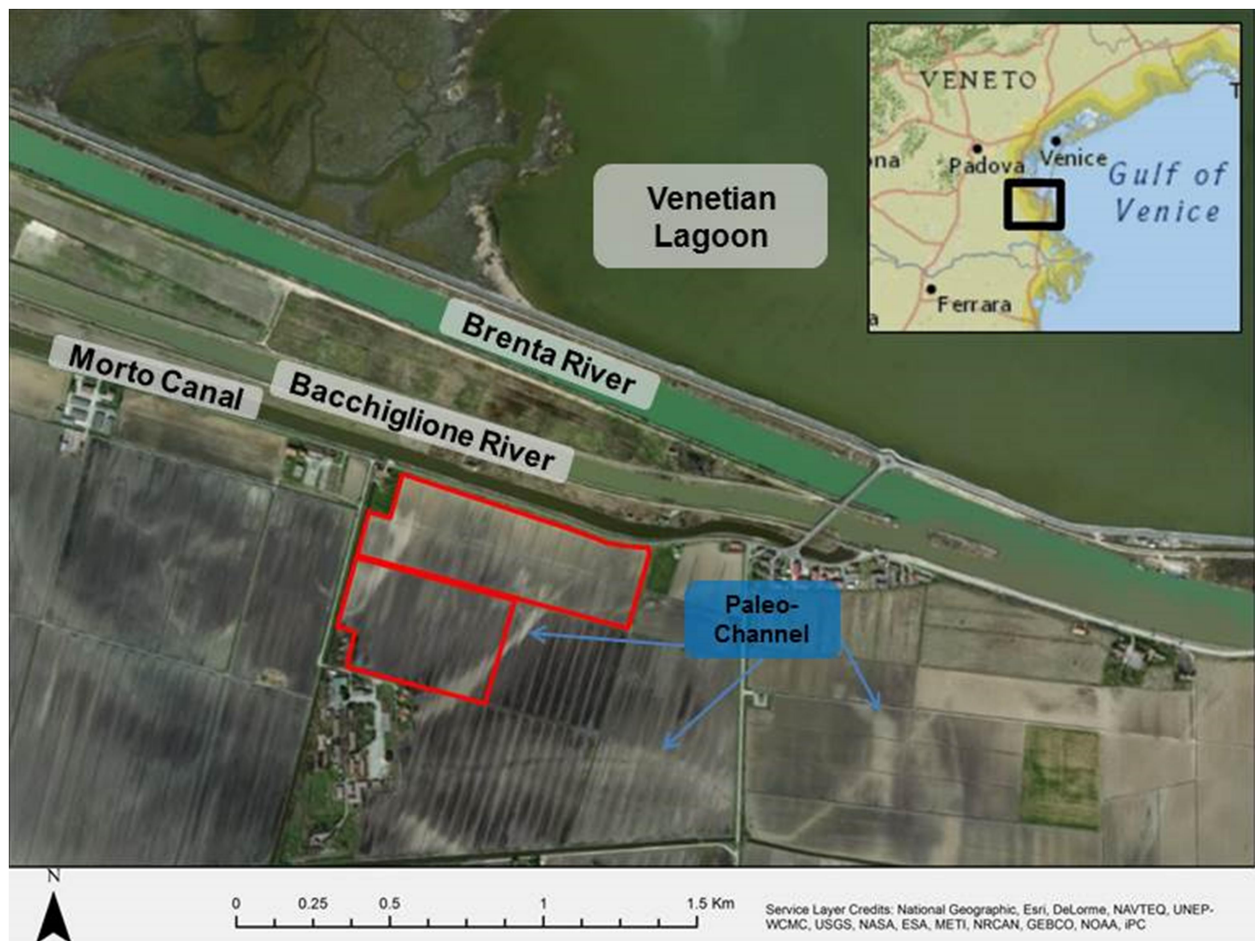 VENETO
ona
Padova
Venice
Gulf of
Venice
Ferrara
a
T
Venetian
Lagoon
Brenta River
Morto Canal
Bacchiglione River
Paleo-
Channel
N
0 0.25 0.5 1 1.5 Km
Service Layer Credits: National Geographic, Esri, DeLorme, NAVTEQ, UNEP-
WCMC, USGS, NASA, ESA, METI, NRCAN, GEBCO, NOAA, iPC